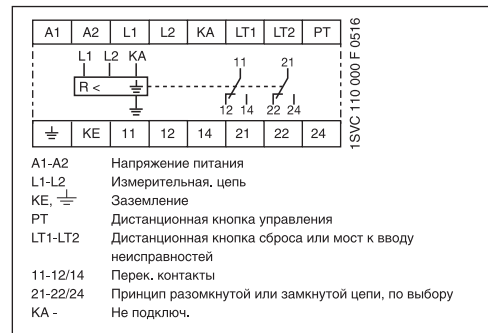 A1 A2 L1 L2 KA LT1 LT2 PT
L1 L2 KA
11 21
R <
12 14 22 24
⏚ KE 11 12 14 21 22 24
1SVC 110 000 F 0516
A1-A2 Напряжение питания
L1-L2 Измерительная. цепь
KE, ⏚ Заземление
PT Дистанционная кнопка управления
LT1-LT2 Дистанционная кнопка сброса или мост к вводу
неисправностей
11-12/14 Перек. контакты
21-22/24 Принцип разомкнутой или замкнутой цепи, по выбору
KA - Не подключ.